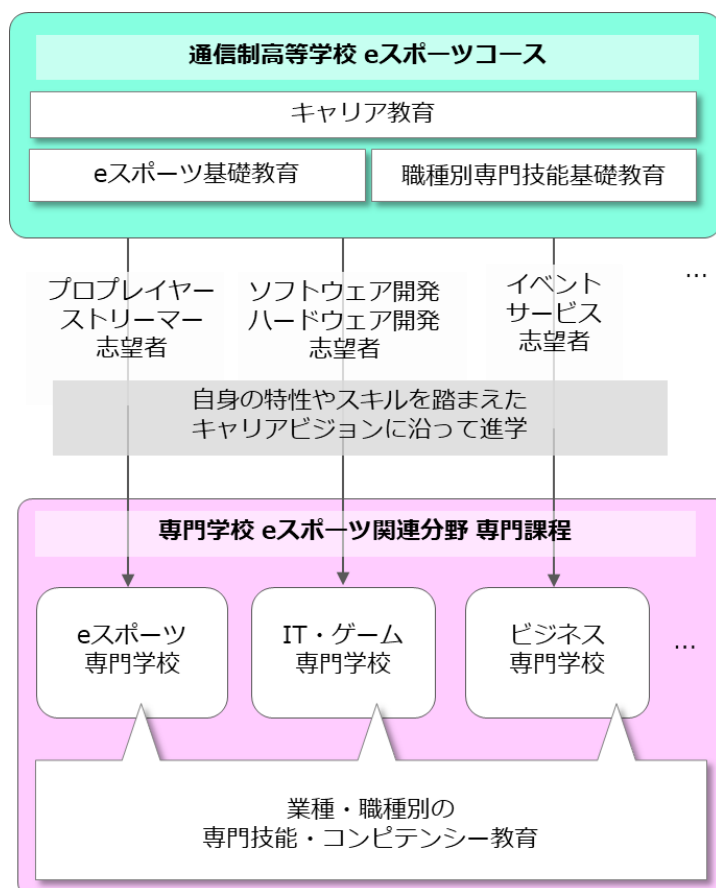 通信制高等学校 eスポーツコース
キャリア教育
eスポーツ基礎教育
職種別専門技能基礎教育
プロプレイヤー
ストリーマー
志望者
ソフトウェア開発
ハードウェア開発
志望者
イベント
サービス
志望者
…
自身の特性やスキルを踏まえた
キャリアビジョンに沿って進学
専門学校 eスポーツ関連分野 専門課程
eスポーツ
専門学校
IT・ゲーム
専門学校
ビジネス
専門学校
…
業種・職種別の
専門技能・コンピテンシー教育